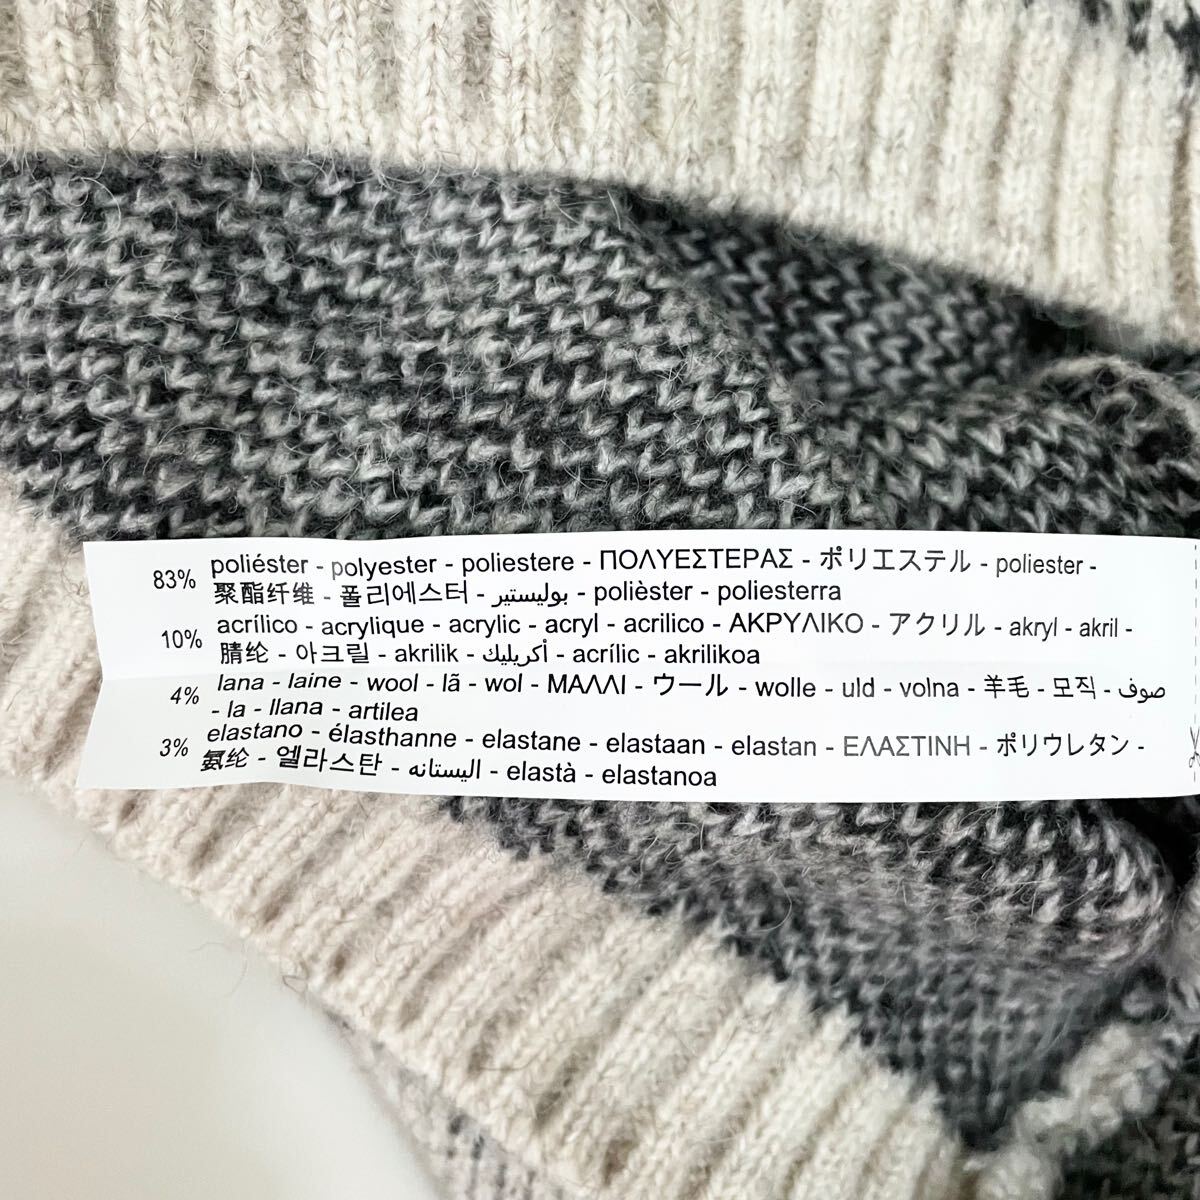 83% poliéster - polyester - poliestere - ΠΟΛΥΕΣΤΕΡΑΣ - ポリエステル - poliester -
聚酯纤维 - 폴리에스터 - بوليستير - polièster - poliesterra
10% acrílico - acrylique - acrylic - acryl - acrilico - ΑΚΡΥΛΙΚΟ - アクリル - akryl - akril -
腈纶 - 아크릴 - akrilik - أكريليك - acrílic - akrilikoa
4% lana - laine - wool - lã - wol - ΜΑΛΛΙ - ウール - wolle - uld - volna - 羊毛 - 모직 - صوف
- la - llana - artilea
3% elastano - élasthanne - elastane - elastaan - elastan - ΕΛΑΣΤΙΝΗ - ポリウレタン -
氨纶 - 엘라스탄 - اليستانه - elastà - elastanoa